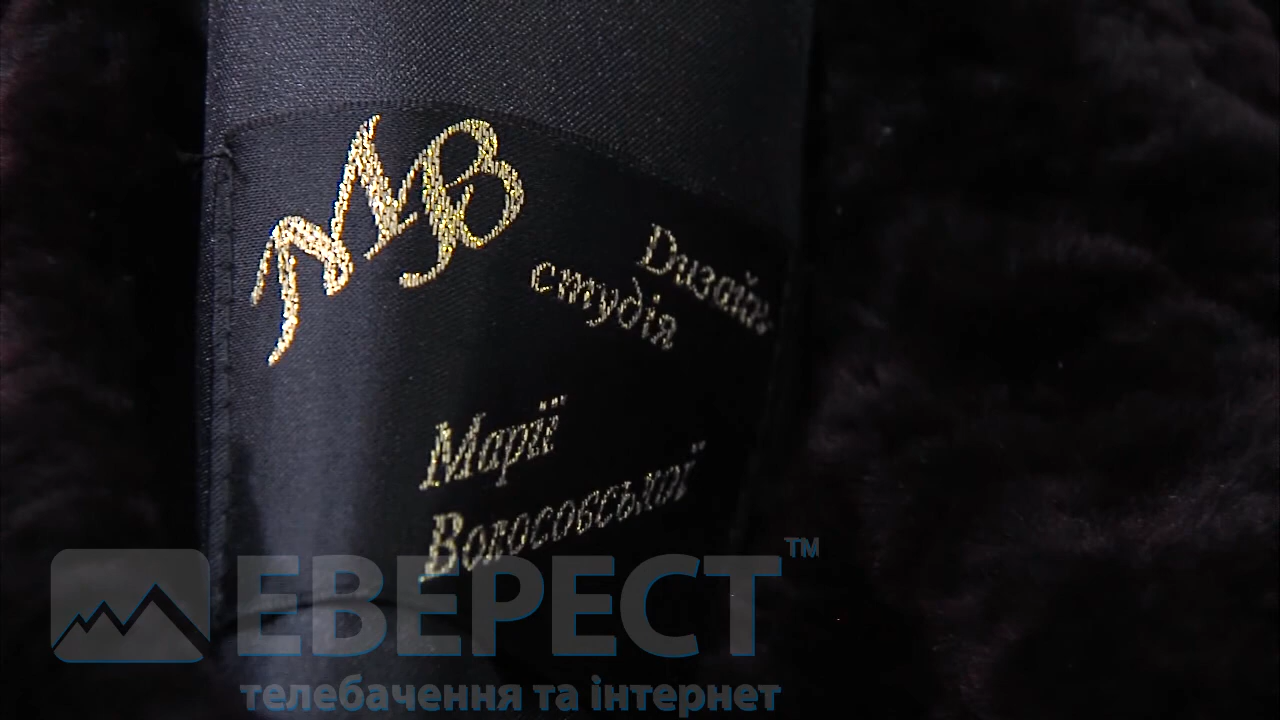 МВ
Дизайн
студія
Марії
Волосовської
ЕВЕРЕСТ™
телебачення та інтернет